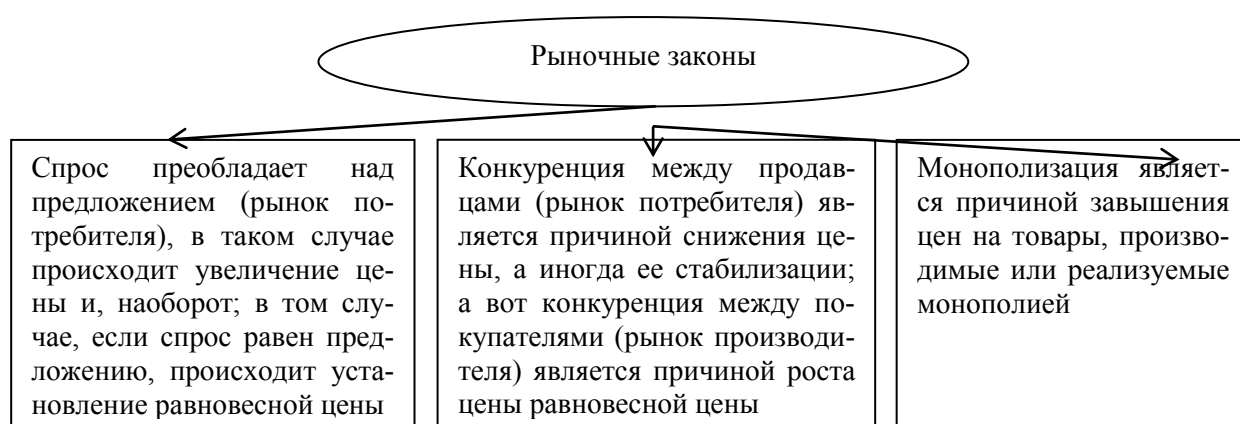 Рыночные законы
Спрос преобладает над
предложением (рынок по-
требителя), в таком случае
происходит увеличение це-
ны и, наоборот; в том слу-
чае, если спрос равен пред-
ложению, происходит уста-
новление равновесной цены
Конкуренция между продав-
цами (рынок потребителя) яв-
ляется причиной снижения це-
ны, а иногда ее стабилизации;
а вот конкуренция между по-
купателями (рынок производи-
теля) является причиной роста
цены равновесной цены
Монополизация являет-
ся причиной завышения
цен на товары, произво-
димые или реализуемые
монополией